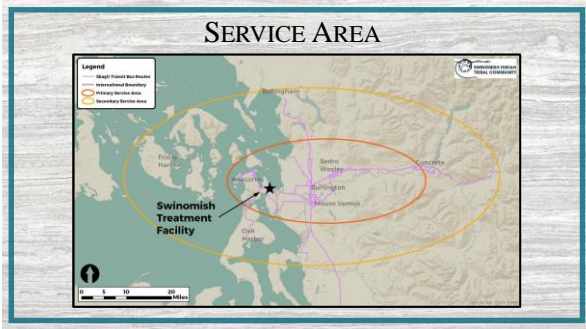 SERVICE AREA
Legend
Skagit Transit Bus Routes
International Boundary
Primary Service Area
Secondary Service Area
SWINOMISH INDIAN
TRIBAL COMMUNITY
Bellingham
Friday
Harbor
Sedro
Wooley
Concrete
Anacortes
Burlington
Mount Vernon
Swinomish
Treatment
Facility
Oak
Harbor
0 5 10 20
Miles